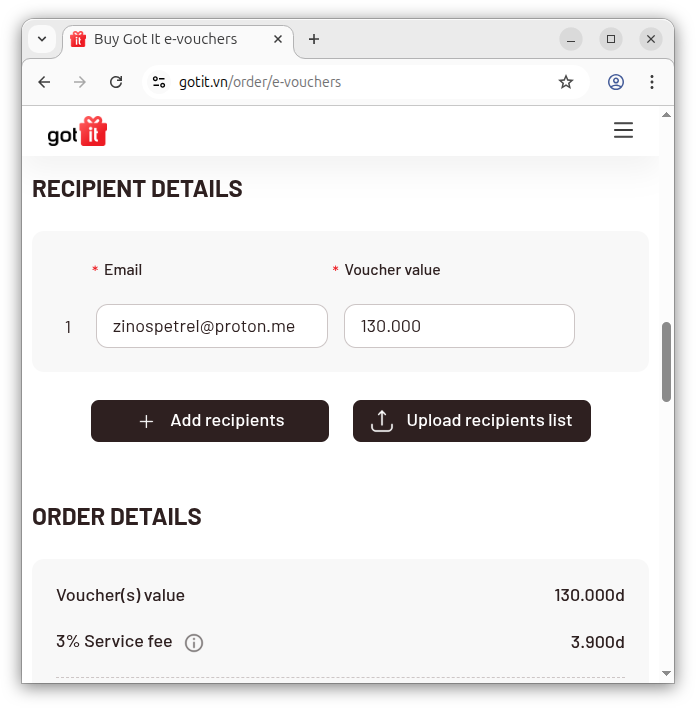 Buy Got It e-vouchers
gotit.vn/order/e-vouchers
got it
RECIPIENT DETAILS
* Email * Voucher value
1 zinospetrel@proton.me 130.000
Add recipients Upload recipients list
ORDER DETAILS
Voucher(s) value 130.000đ
3% Service fee 3.900đ